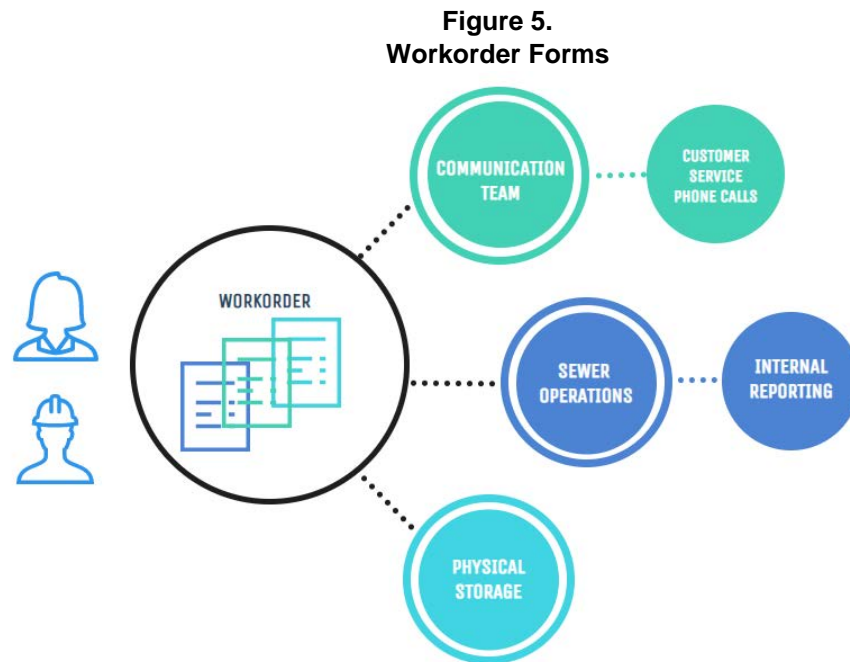 Figure 5.
Workorder Forms
COMMUNICATION
TEAM
CUSTOMER
SERVICE
PHONE CALLS
WORKORDER
SEWER
OPERATIONS
INTERNAL
REPORTING
PHYSICAL
STORAGE